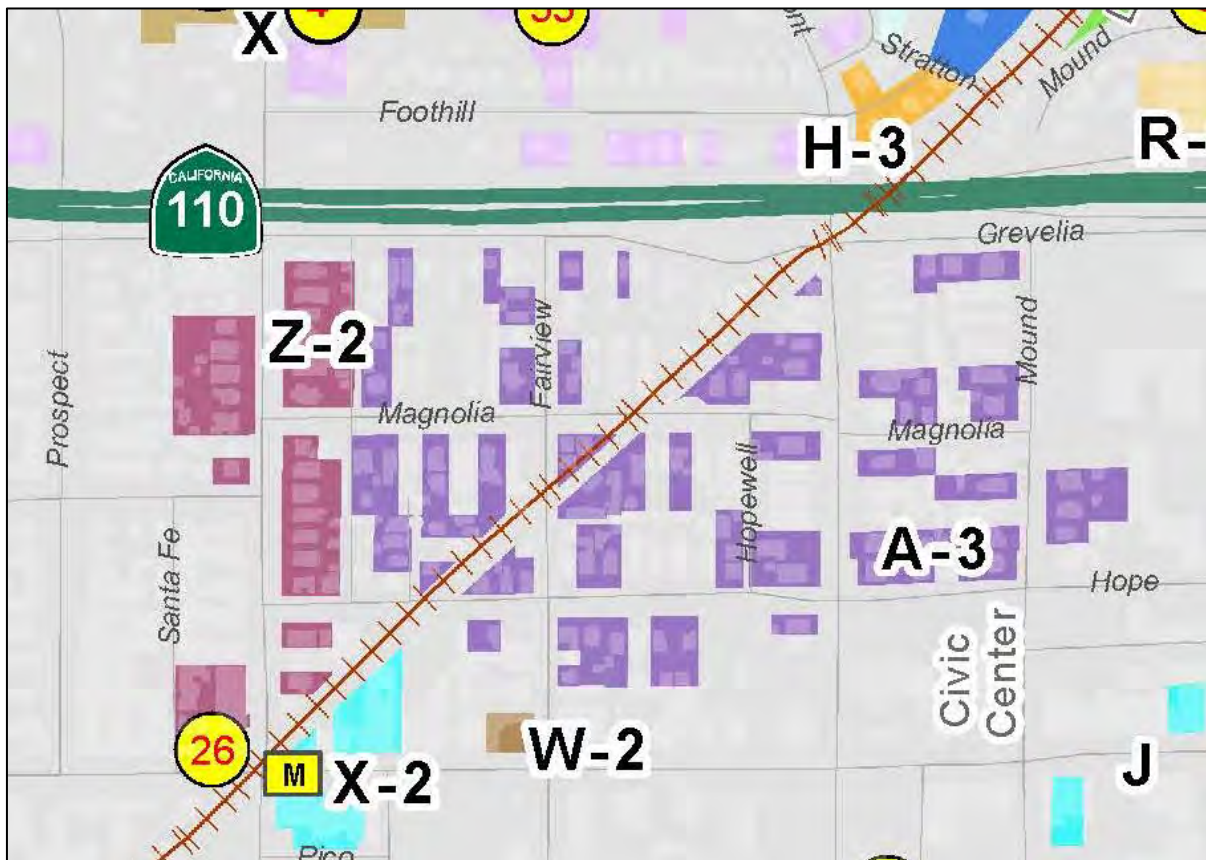 X
Foothill
Stratton
Mound
H-3
R-
CALIFORNIA
110
Grevelia
Z-2
Fairview
Mound
Prospect
Magnolia
Magnolia
Hopewell
Santa Fe
A-3
Hope
Civic
Center
26
M
X-2
W-2
J
Pico